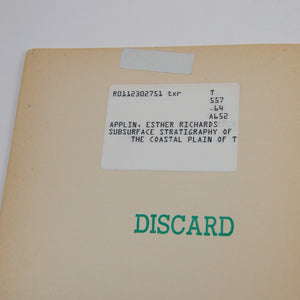 R0112302751 txr T
557
.64
A652
APPLIN, ESTHER RICHARDS
SUBSURFACE STRATIGRAPHY OF
THE COASTAL PLAIN OF T
DISCARD